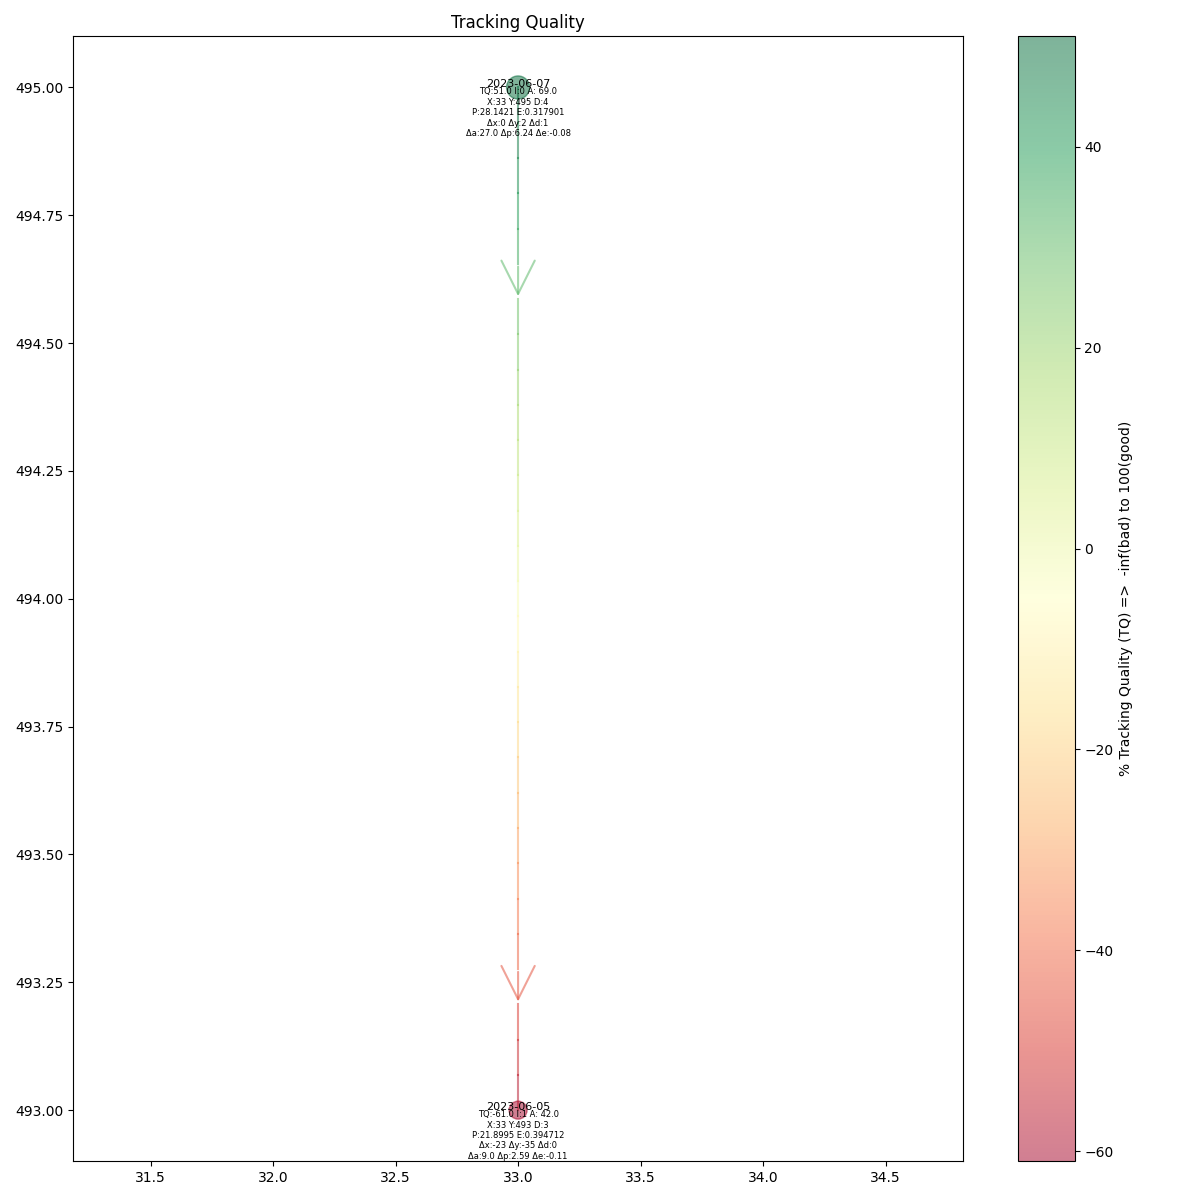 Tracking Quality
495.00
494.75
494.50
494.25
494.00
493.75
493.50
493.25
493.00
2023-06-07
TQ:51.0 I:0 A: 69.0
X:33 Y:495 D:4
P:28.1421 E:0.317901
Δx:0 Δy:2 Δd:1
Δa:27.0 Δp:6.24 Δe:-0.08
2023-06-05
TQ:-61.0 I:1 A: 42.0
X:33 Y:493 D:3
P:21.8995 E:0.394712
Δx:-23 Δy:-35 Δd:0
Δa:9.0 Δp:2.59 Δe:-0.11
31.5
32.0
32.5
33.0
33.5
34.0
34.5
40
20
0
−20
−40
−60
% Tracking Quality (TQ) => -inf(bad) to 100(good)